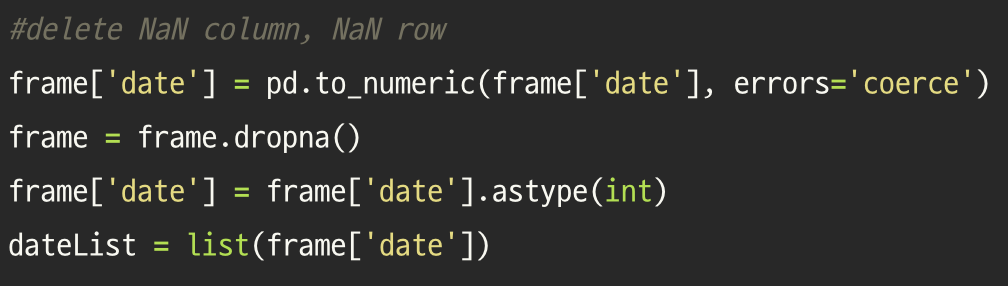 #delete NaN column, NaN row
frame['date'] = pd.to_numeric(frame['date'], errors='coerce')
frame = frame.dropna()
frame['date'] = frame['date'].astype(int)
dateList = list(frame['date'])